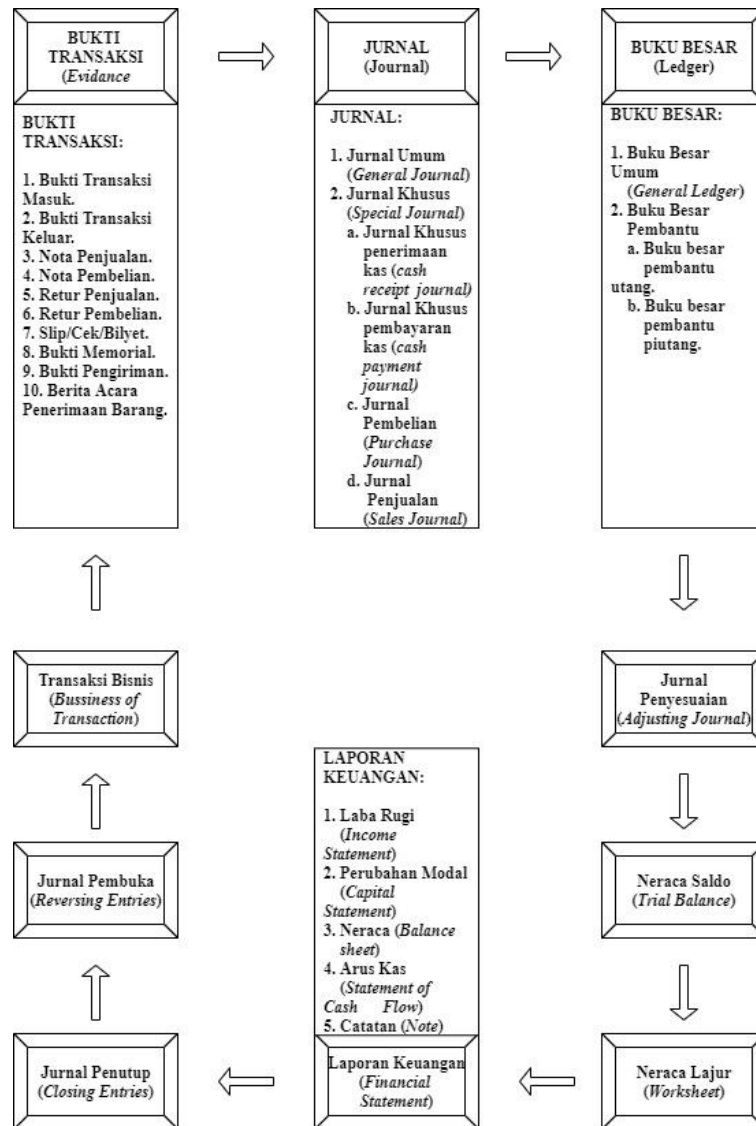 BUKTI
TRANSAKSI
(Evidence
BUKTI
TRANSAKSI:
1. Bukti Transaksi
Masuk.
2. Bukti Transaksi
Keluar.
3. Nota Penjualan.
4. Nota Pembelian.
5. Retur Penjualan.
6. Retur Pembelian.
7. Slip/Cek/Bilyet.
8. Bukti Memorial.
9. Bukti Pengiriman.
10. Berita Acara
Penerimaan Barang.
JURNAL
(Journal)
JURNAL:
1. Jurnal Umum
(General Journal)
2. Jurnal Khusus
(Special Journal)
a. Jurnal Khusus
penerimaan
kas (cash
receipt journal)
b. Jurnal Khusus
pembayaran
kas (cash
payment
journal)
c. Jurnal
Pembelian
(Purchase
Journal)
d. Jurnal
Penjualan
(Sales Journal)
BUKU BESAR
(Ledger)
BUKU BESAR:
1. Buku Besar
Umum
(General Ledger)
2. Buku Besar
Pembantu
a. Buku besar
pembantu
utang.
b. Buku besar
pembantu
piutang.
Jurnal
Penyesuaian
(Adjusting Journal)
Neraca Saldo
(Trial Balance)
Neraca Lajur
(Worksheet)
LAPORAN
KEUANGAN:
1. Laba Rugi
(Income
Statement)
2. Perubahan Modal
(Capital
Statement)
3. Neraca (Balance
sheet)
4. Arus Kas
(Statement of
Cash Flow)
5. Catatan (Note)
Laporan Keuangan
(Financial
Statement)
Jurnal Penutup
(Closing Entries)
Jurnal Pembuka
(Reversing Entries)
Transaksi Bisnis
(Bussiness of
Transaction)